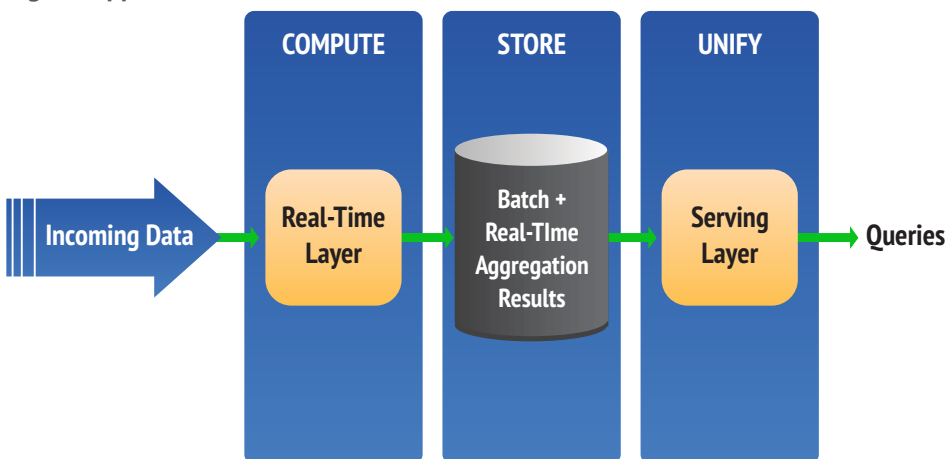 COMPUTE
STORE
UNIFY
Incoming Data
Real-Time
Layer
Batch +
Real-TIme
Aggregation
Results
Serving
Layer
Queries